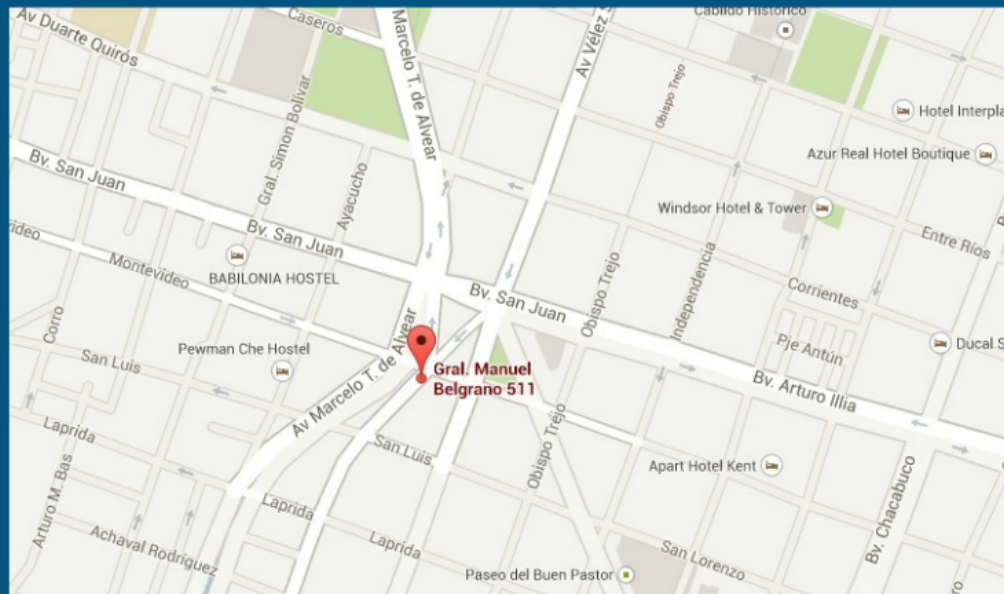 Caseros
Cabildo Histórico
Av Duarte Quirós
Marcelo T. de Alvear
Av Vélez S
Obispo Trejo
Gral. Simon Bolívar
Hotel Interpla
Azur Real Hotel Boutique
Bv. San Juan
Ayacucho
Windsor Hotel & Tower
Bv. San Juan
Entre Ríos
video
Montevideo
BABILONIA HOSTEL
Obispo Trejo
Independencia
Corrientes
Bv. San Juan
Corro
Pje Antún
Ducal S
San Luis
Pewman Che Hostel
Av Marcelo T. de Alvear
Gral. Manuel
Belgrano 511
Bv. Arturo Illia
Laprida
San Luis
Obispo Trejo
Apart Hotel Kent
Arturo M. Bas
Laprida
Bv. Chacabuco
Achaval Rodríguez
Laprida
San Lorenzo
Paseo del Buen Pastor